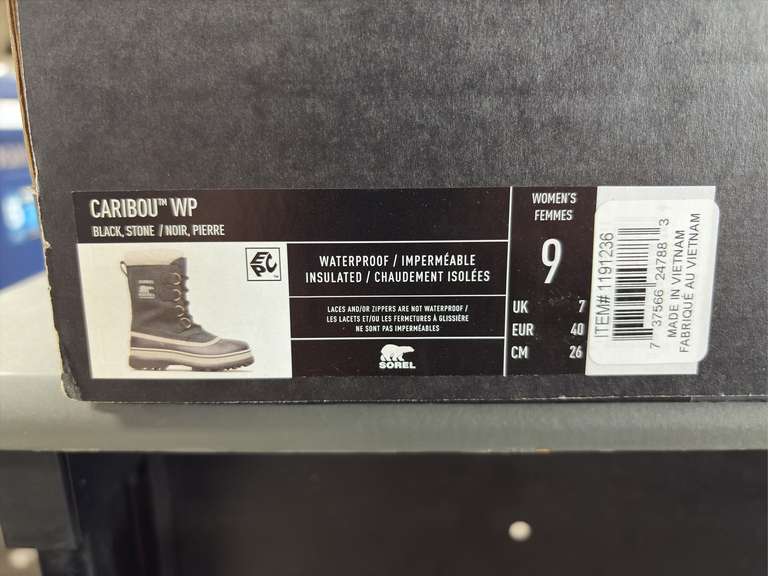 CARIBOU™ WP
BLACK, STONE / NOIR, PIERRE
EPC
WATERPROOF / IMPERMÉABLE
INSULATED / CHAUDEMENT ISOLÉES
LACES AND/OR ZIPPERS ARE NOT WATERPROOF /
LES LACETS ET/OU LES FERMETURES À GLISSIÈRE
NE SONT PAS IMPERMÉABLES
SOREL
WOMEN'S
FEMMES
9
UK 7
EUR 40
CM 26
ITEM# 1191236
7 37566 24788 3
MADE IN VIETNAM
FABRIQUÉ AU VIETNAM